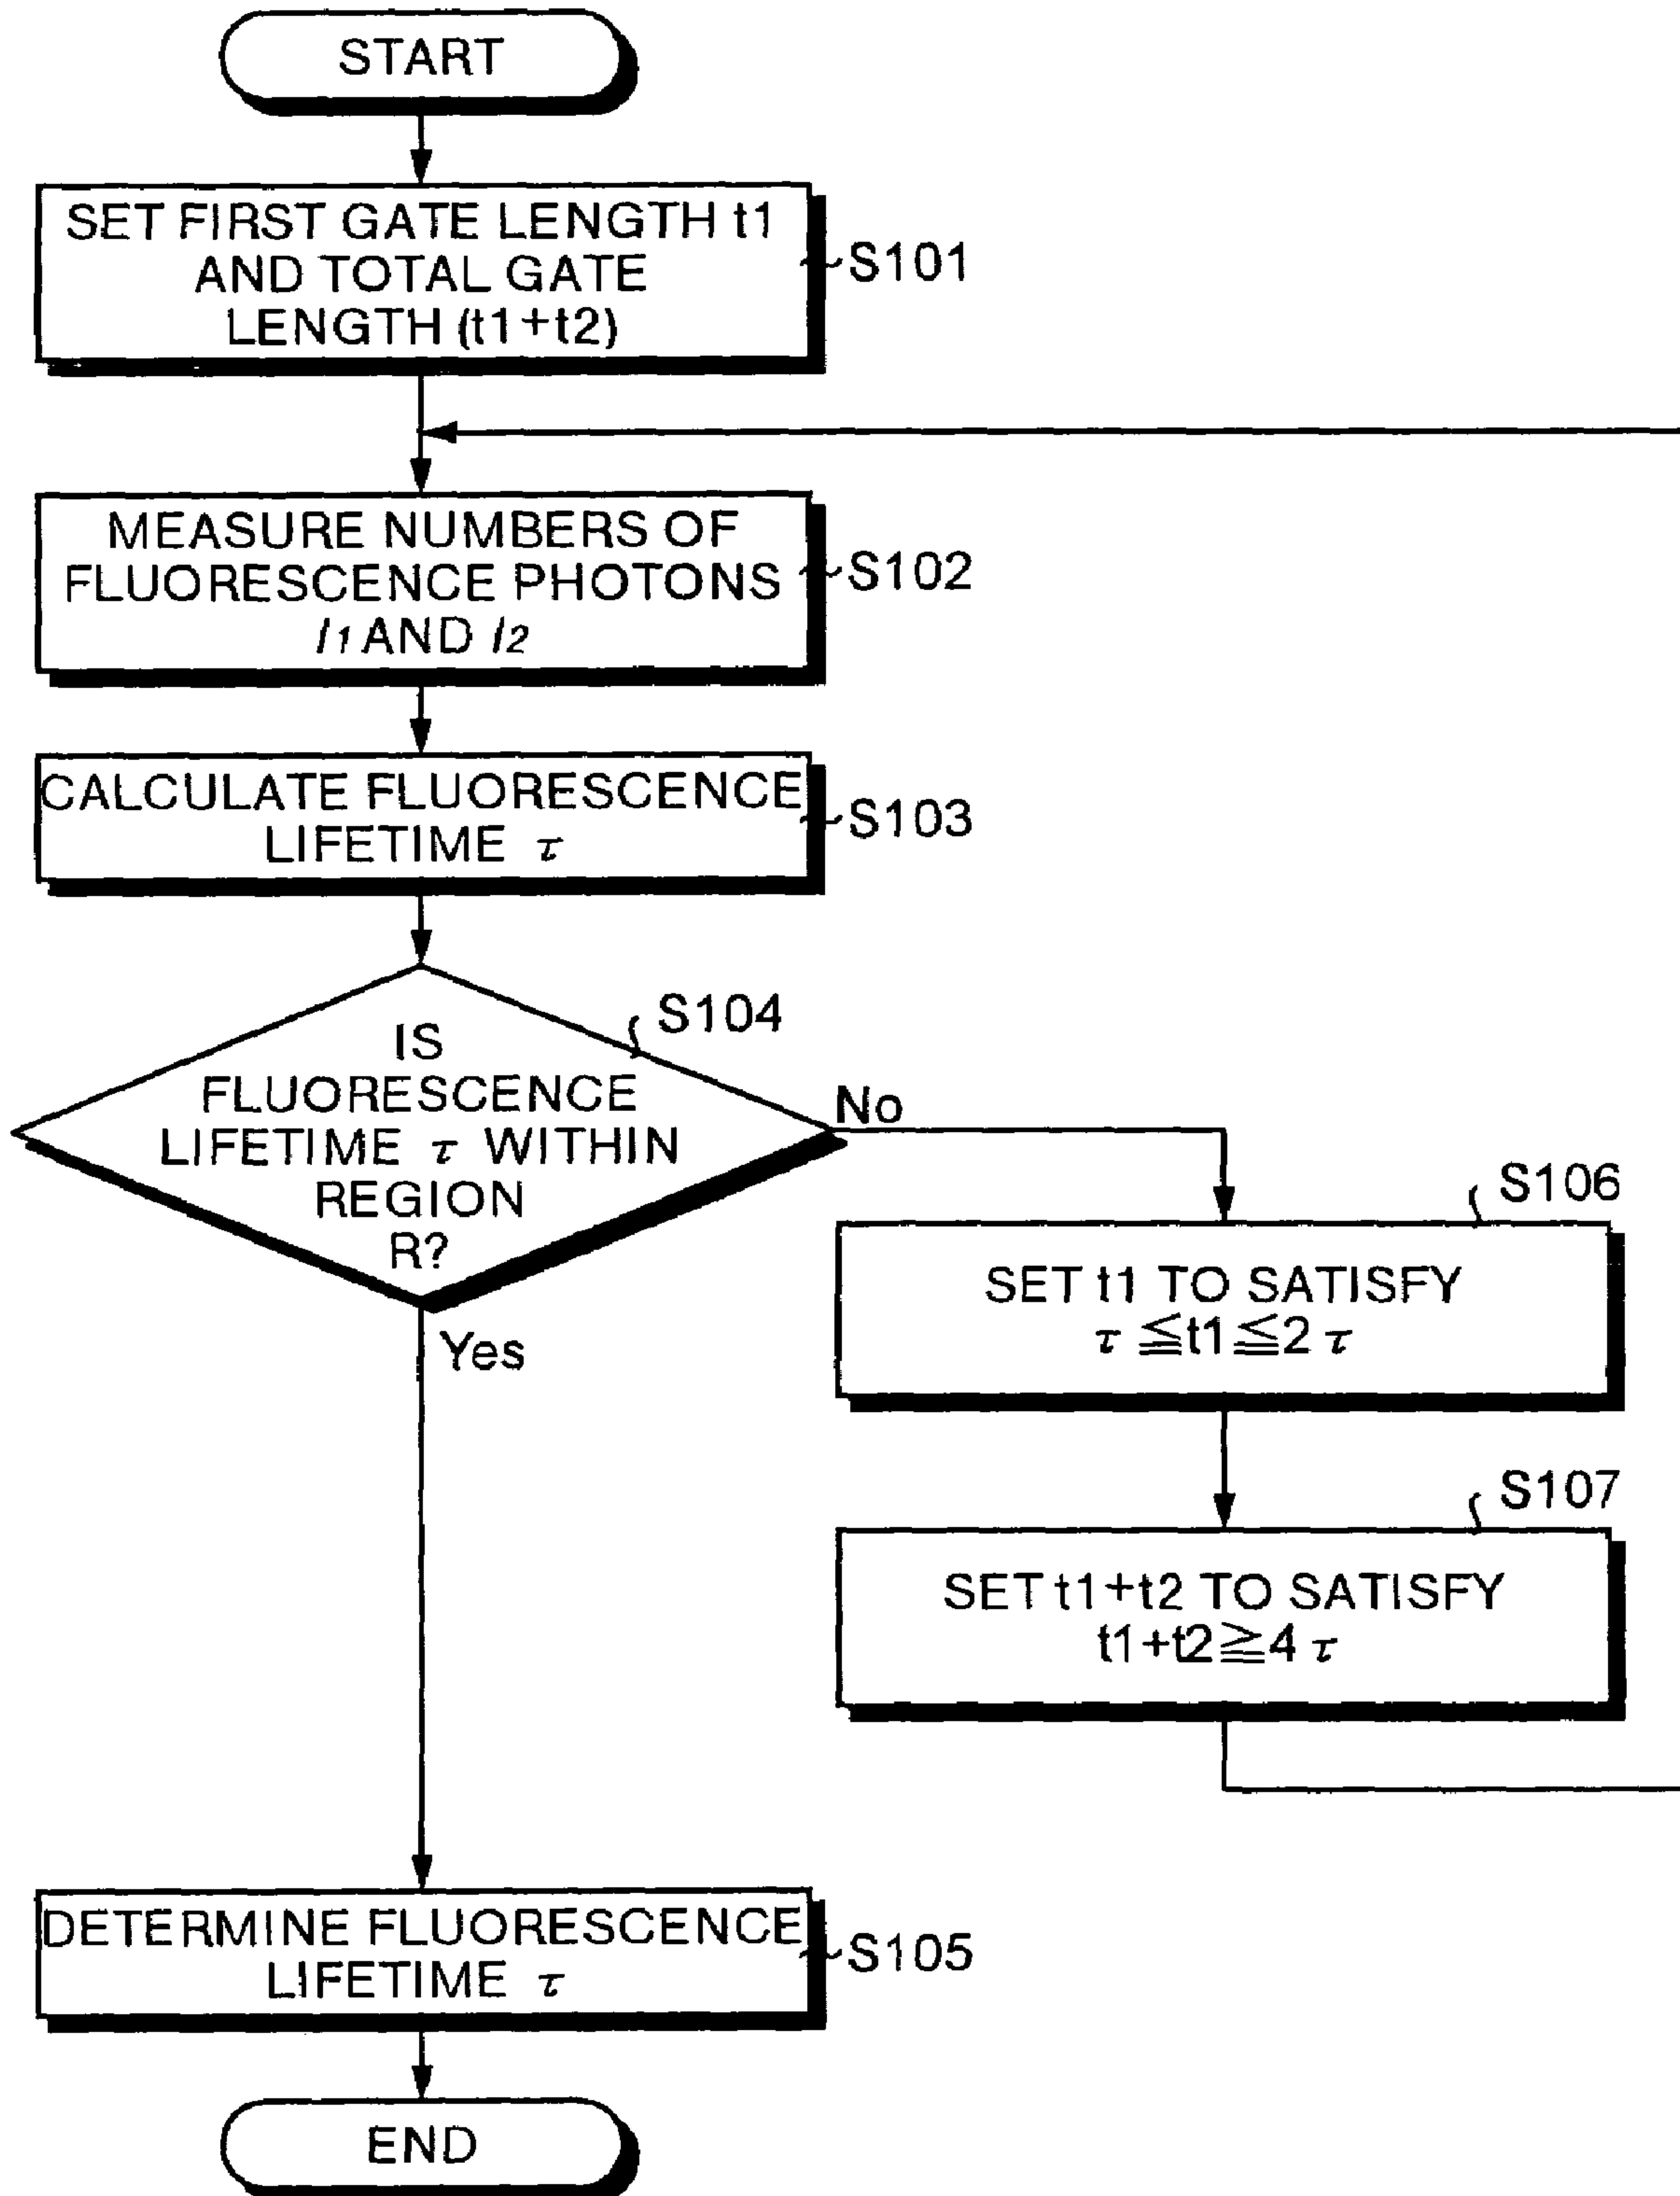 START
SET FIRST GATE LENGTH t1
AND TOTAL GATE
LENGTH (t1+t2)
S101
MEASURE NUMBERS OF
FLUORESCENCE PHOTONS
I1 AND I2
S102
CALCULATE FLUORESCENCE
LIFETIME τ
S103
IS
FLUORESCENCE
LIFETIME τ WITHIN
REGION
R?
S104
No
Yes
S106
SET t1 TO SATISFY
τ ≦t1≦2 τ
S107
SET t1+t2 TO SATISFY
t1+t2≧4 τ
DETERMINE FLUORESCENCE
LIFETIME τ
S105
END